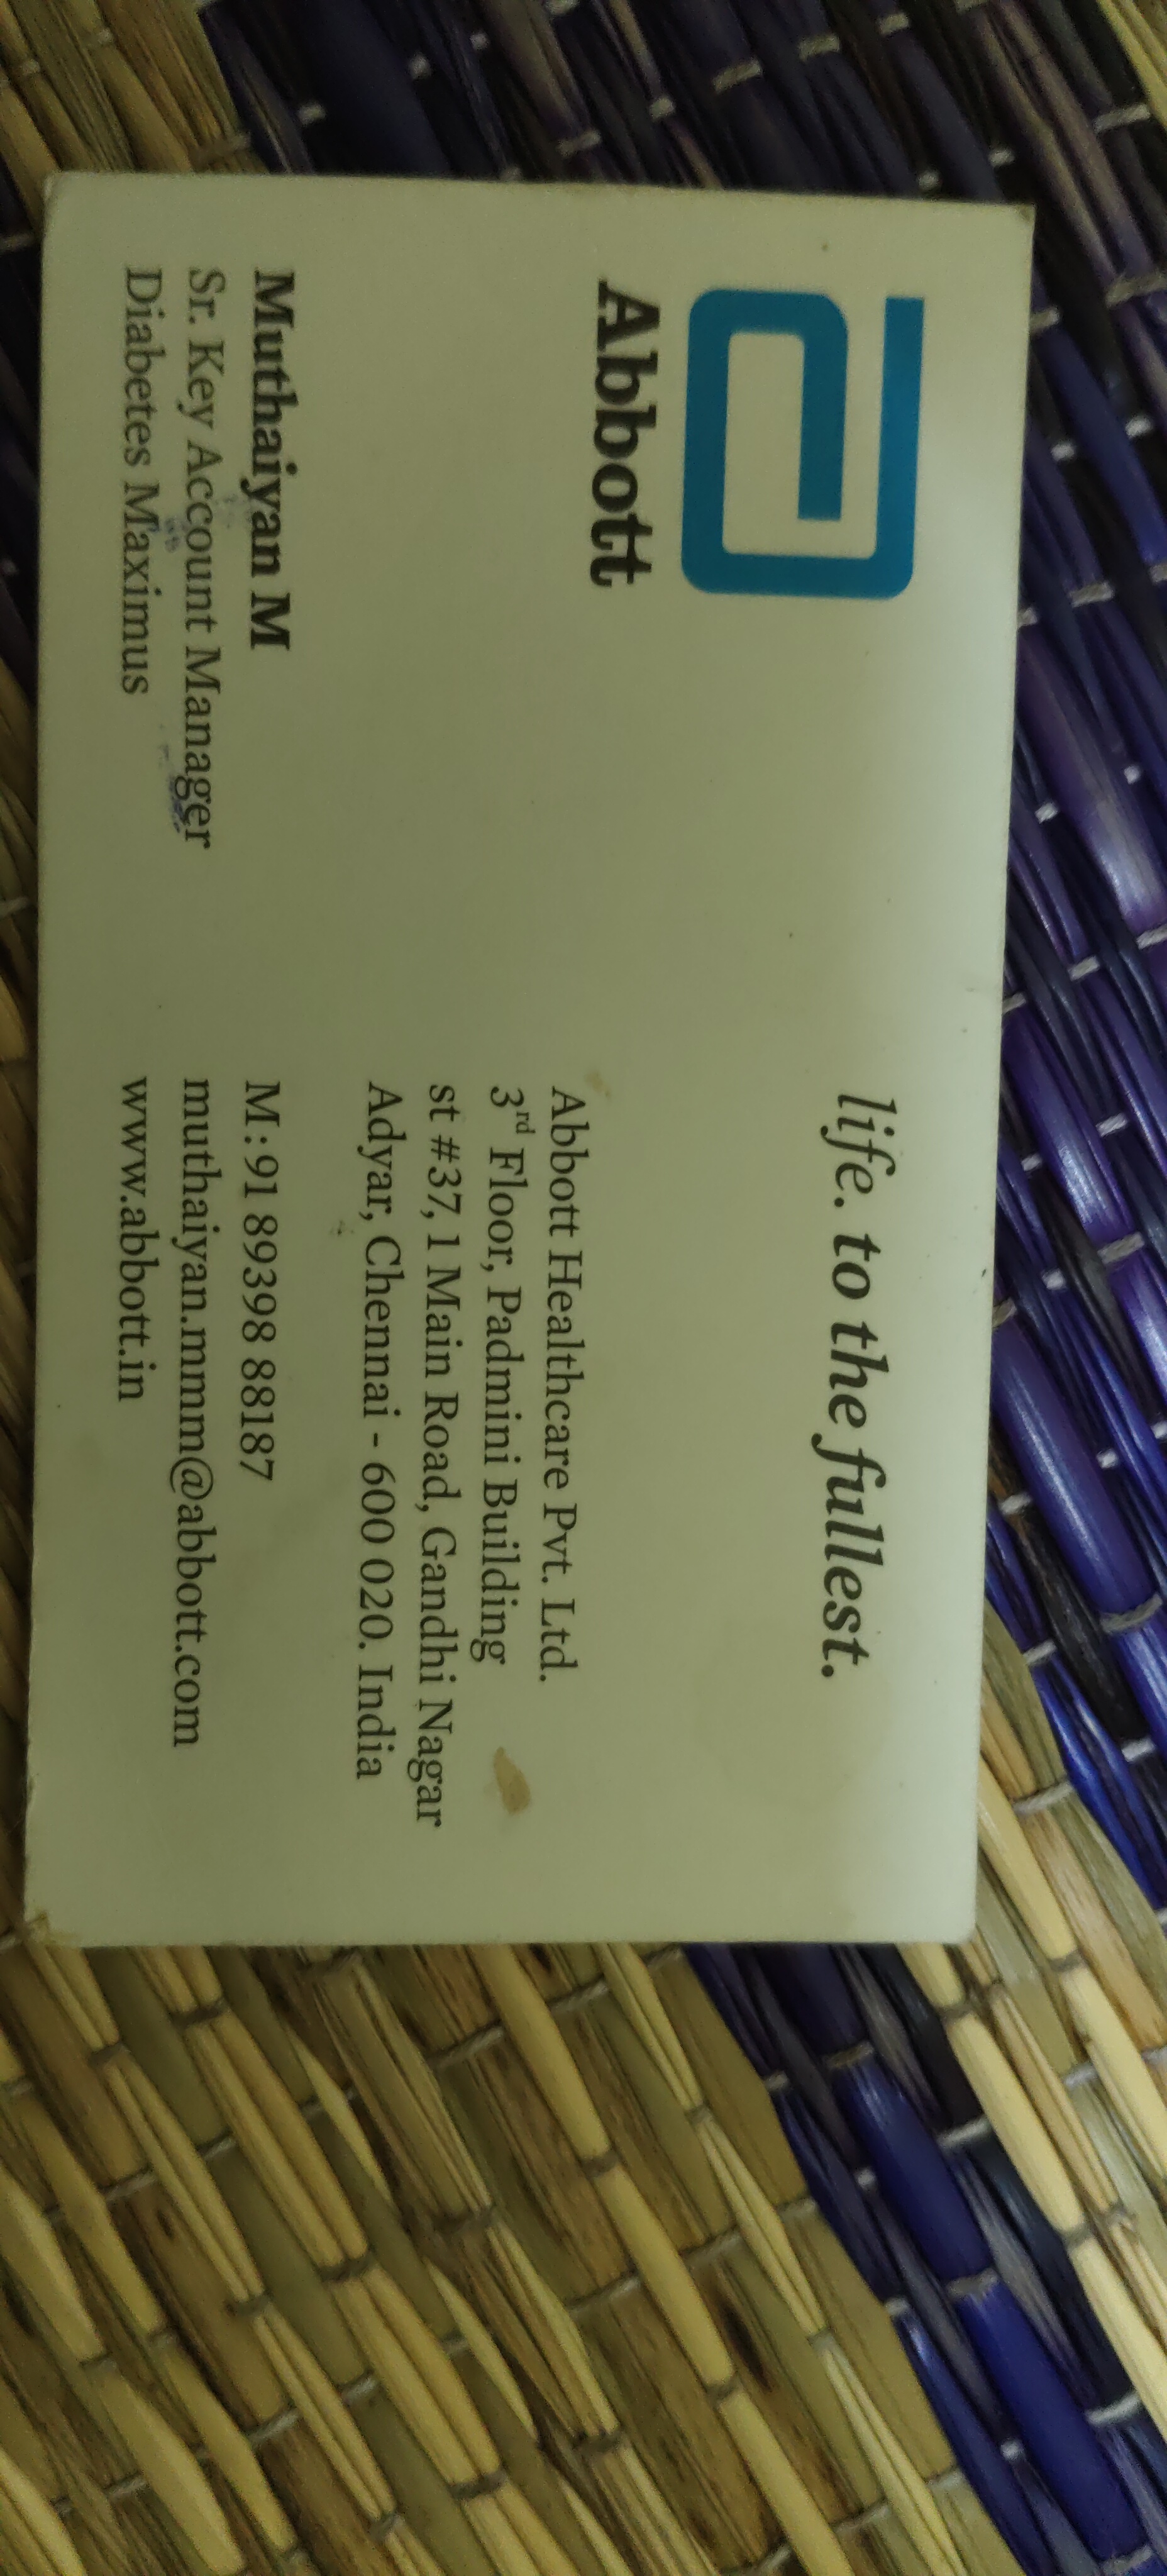 Abbott
life. to the fullest.
Abbott Healthcare Pvt. Ltd.
3rd Floor, Padmini Building
st #37, 1 Main Road, Gandhi Nagar
Adyar, Chennai - 600 020. India
Muthaiyan M
Sr. Key Account Manager
Diabetes Maximus
M: 91 89398 88187
muthaiyan.mmm@abbott.com
www.abbott.in